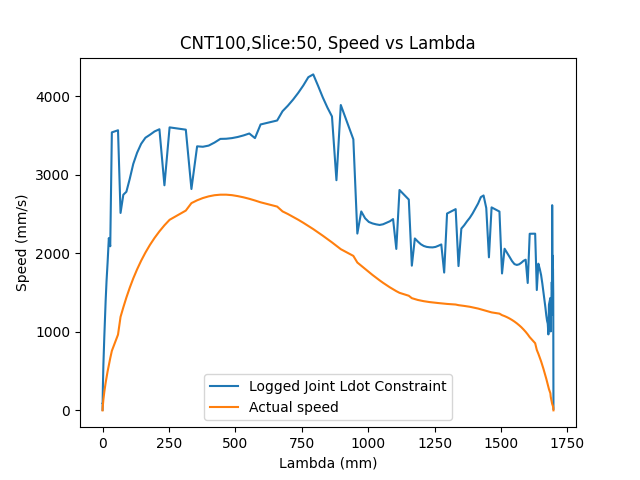 CNT100,Slice:50, Speed vs Lambda
Speed (mm/s)
4000
3000
2000
1000
0
Logged Joint Ldot Constraint
Actual speed
0 250 500 750 1000 1250 1500 1750
Lambda (mm)